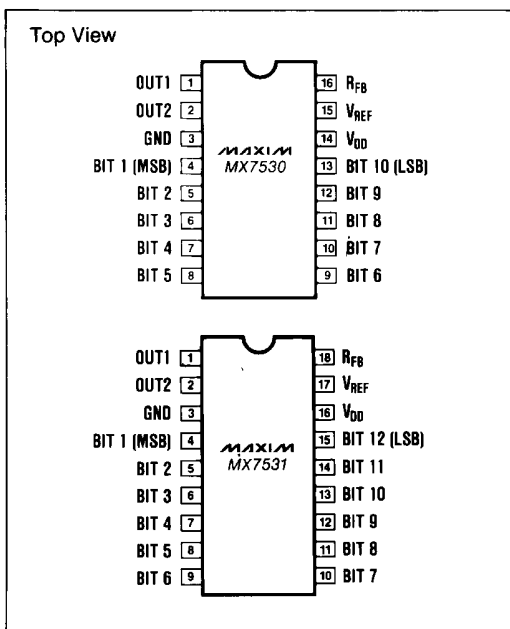 Top View
OUT1 1 16 RFB
OUT2 2 15 VREF
GND 3 14 VDD
BIT 1 (MSB) 4 MAXIM 13 BIT 10 (LSB)
MX7530
BIT 2 5 12 BIT 9
BIT 3 6 11 BIT 8
BIT 4 7 10 BIT 7
BIT 5 8 9 BIT 6
OUT1 1 18 RFB
OUT2 2 17 VREF
GND 3 16 VDD
BIT 1 (MSB) 4 MAXIM 15 BIT 12 (LSB)
MX7531
BIT 2 5 14 BIT 11
BIT 3 6 13 BIT 10
BIT 4 7 12 BIT 9
BIT 5 8 11 BIT 8
BIT 6 9 10 BIT 7